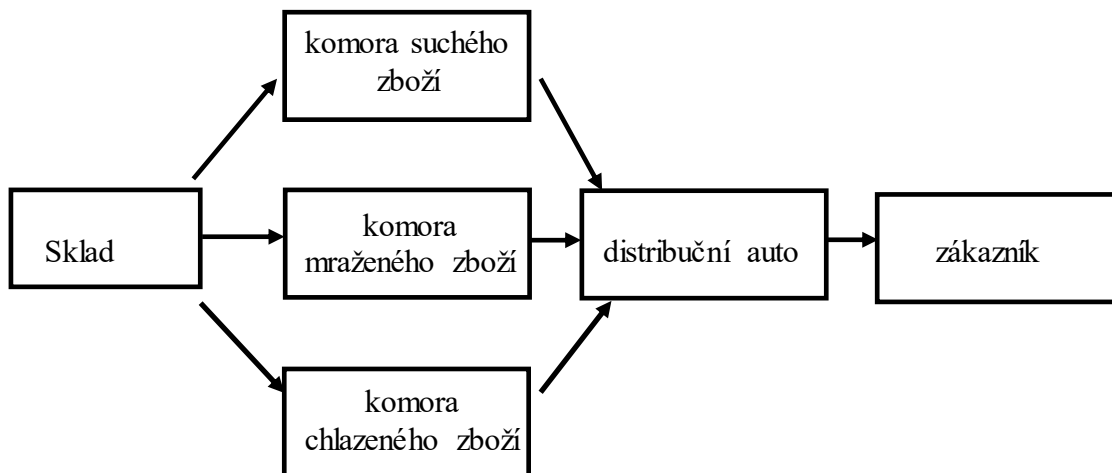 komora suchého
zboží
Sklad
komora
mraženého zboží
distribuční auto
zákazník
komora
chlazeného zboží